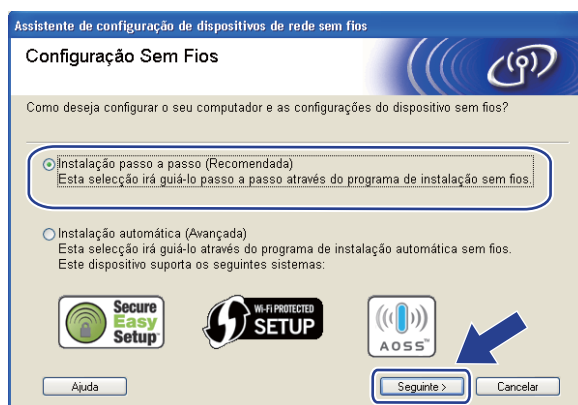 Assistente de configuração de dispositivos de rede sem fios
Configuração Sem Fios
Como deseja configurar o seu computador e as configurações do dispositivo sem fios?
Instalação passo a passo (Recomendada)
Esta selecção irá guiá-lo passo a passo através do programa de instalação sem fios.
Instalação automática (Avançada)
Esta selecção irá guiá-lo através do programa de instalação automática sem fios.
Este dispositivo suporta os seguintes sistemas:
Secure
Easy
Setup
WI-FI PROTECTED
SETUP
AOSS™
Ajuda
Seguinte >
Cancelar